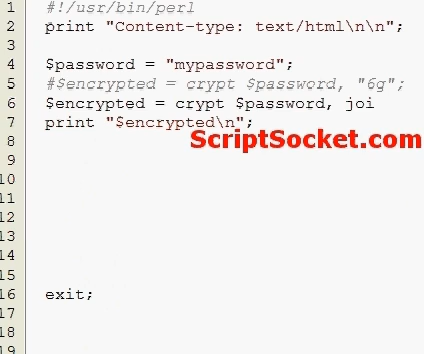 1 #!/usr/bin/perl
2 print "Content-type: text/html\n\n";
3
4 $password = "mypassword";
5 #$encrypted = crypt $password, "6g";
6 $encrypted = crypt $password, joi
7 print "$encrypted\n";
8 ScriptSocket.com
9
10
11
12
13
14
15
16 exit;
17
18
19